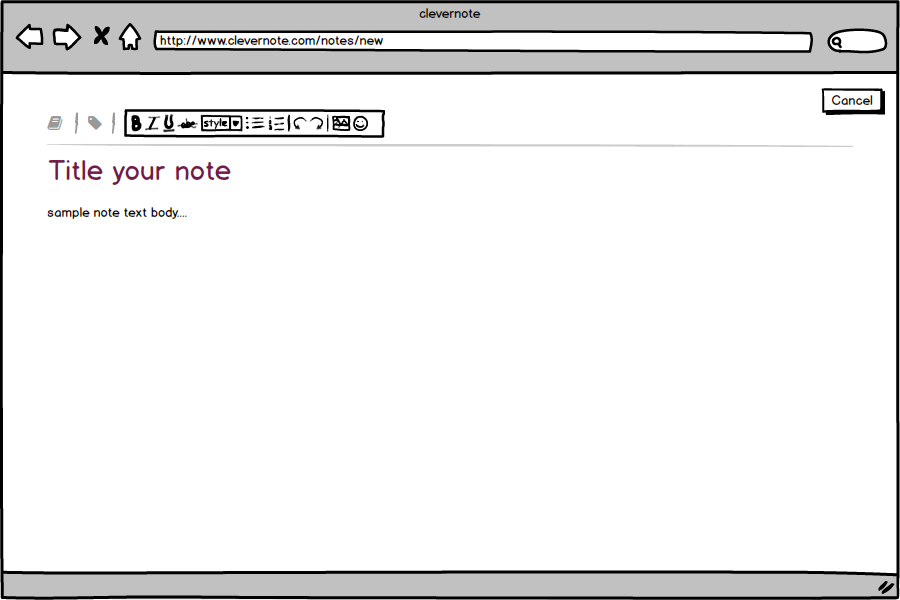 clevernote
http://www.clevernote.com/notes/new
Cancel
B I U abc style
Title your note
sample note text body....